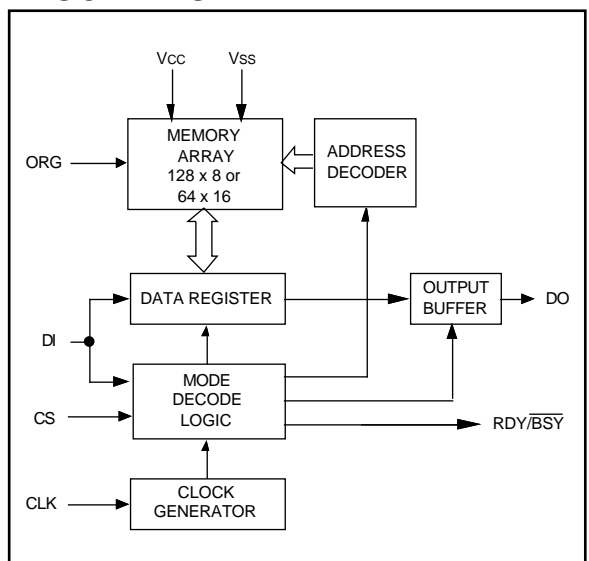 Vcc
Vss
ORG
MEMORY
ARRAY
128 x 8 or
64 x 16
ADDRESS
DECODER
DI
DATA REGISTER
OUTPUT
BUFFER
DO
CS
MODE
DECODE
LOGIC
RDY/BSY
CLK
CLOCK
GENERATOR